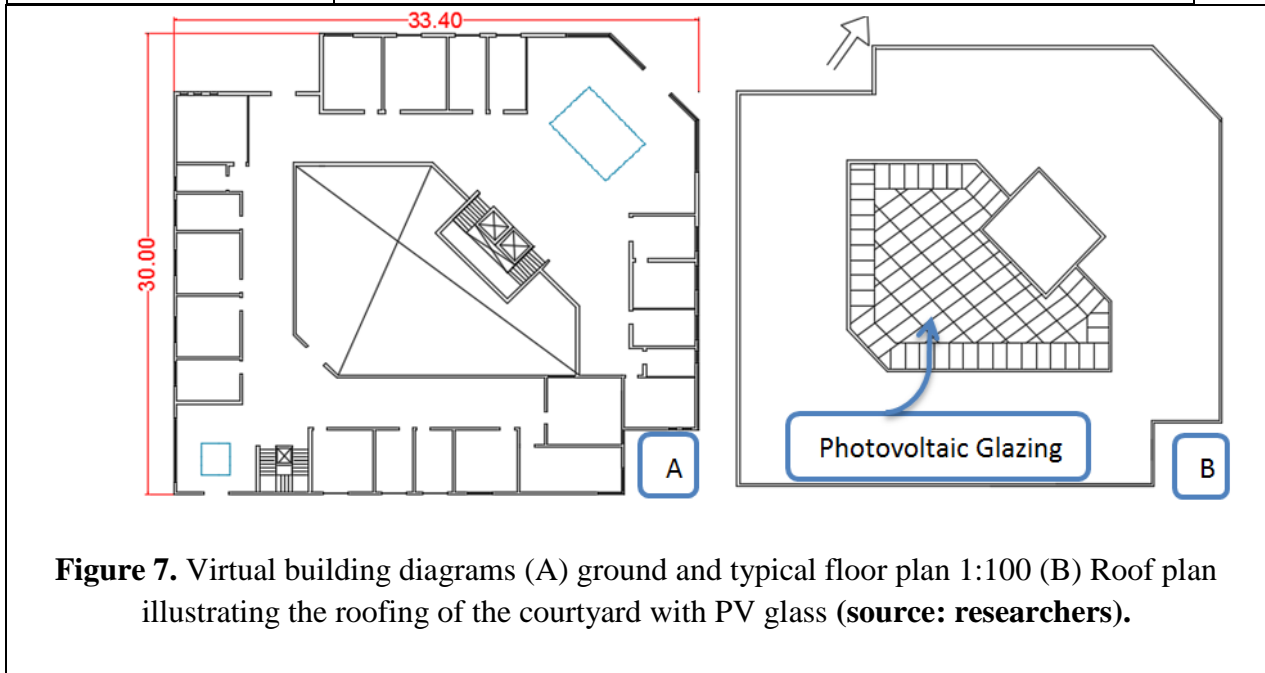 33.40
30.00
Photovoltaic Glazing
A
B
Figure 7. Virtual building diagrams (A) ground and typical floor plan 1:100 (B) Roof plan
illustrating the roofing of the courtyard with PV glass (source: researchers).